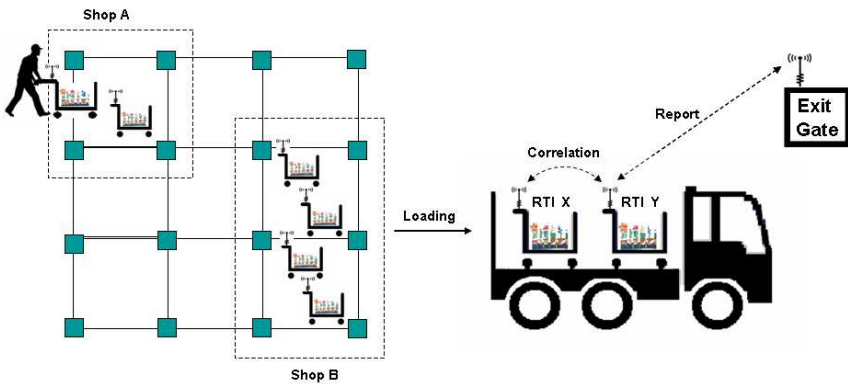 Shop A
Exit
Gate
Report
Correlation
RTI X
RTI Y
Loading
Shop B